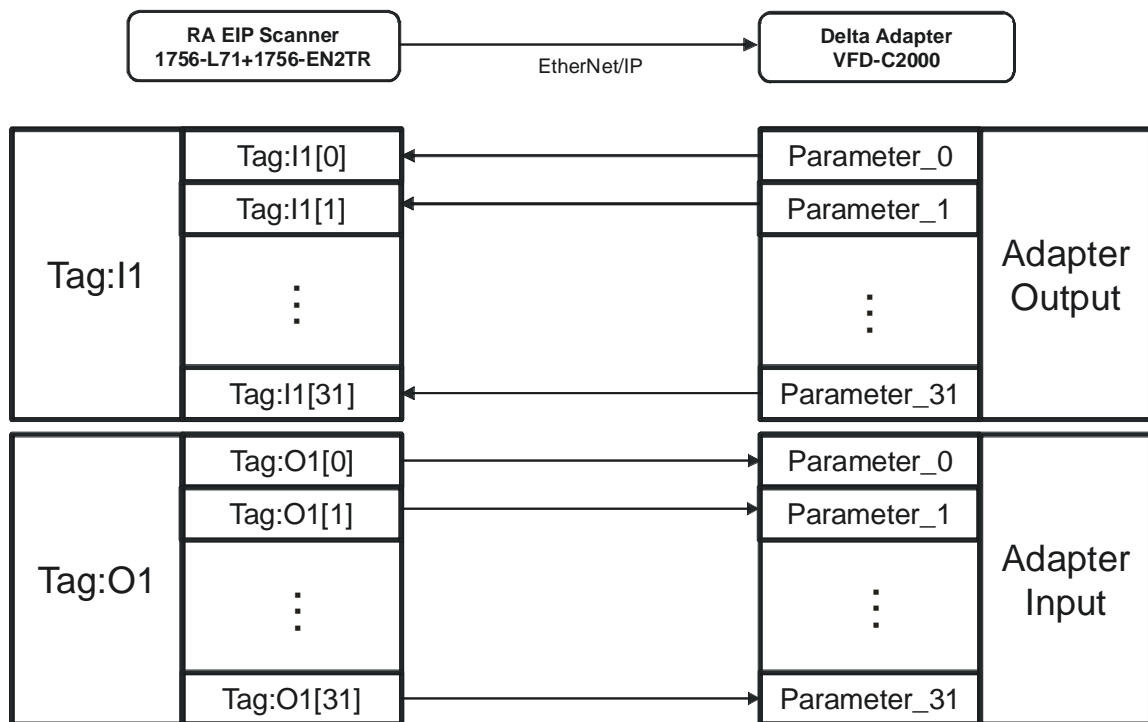 RA EIP Scanner
1756-L71+1756-EN2TR
EtherNet/IP
Delta Adapter
VFD-C2000
Tag:I1
Tag:I1[0]
Tag:I1[1]
⋮
Tag:I1[31]
Parameter_0
Parameter_1
⋮
Parameter_31
Adapter
Output
Tag:O1
Tag:O1[0]
Tag:O1[1]
⋮
Tag:O1[31]
Parameter_0
Parameter_1
⋮
Parameter_31
Adapter
Input